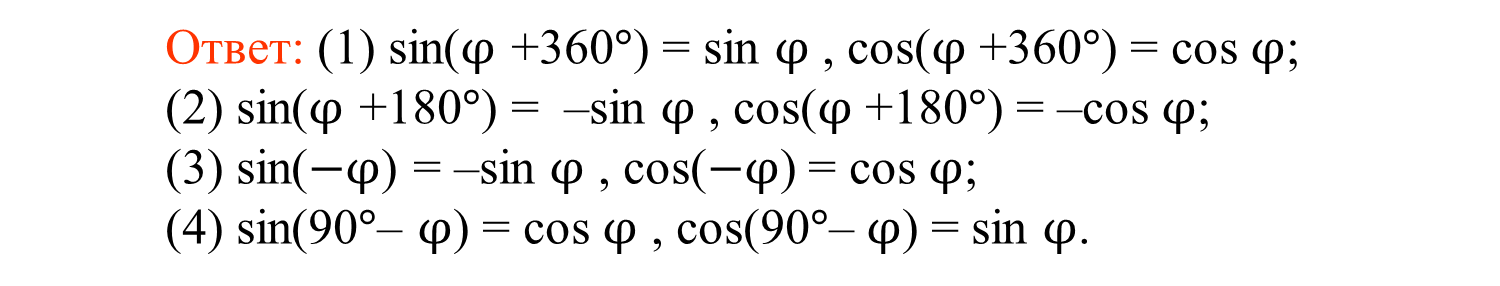 Ответ: (1) sin(φ +360°) = sin φ , cos(φ +360°) = cos φ;
(2) sin(φ +180°) = –sin φ , cos(φ +180°) = –cos φ;
(3) sin(−φ) = –sin φ , cos(−φ) = cos φ;
(4) sin(90°– φ) = cos φ , cos(90°– φ) = sin φ.